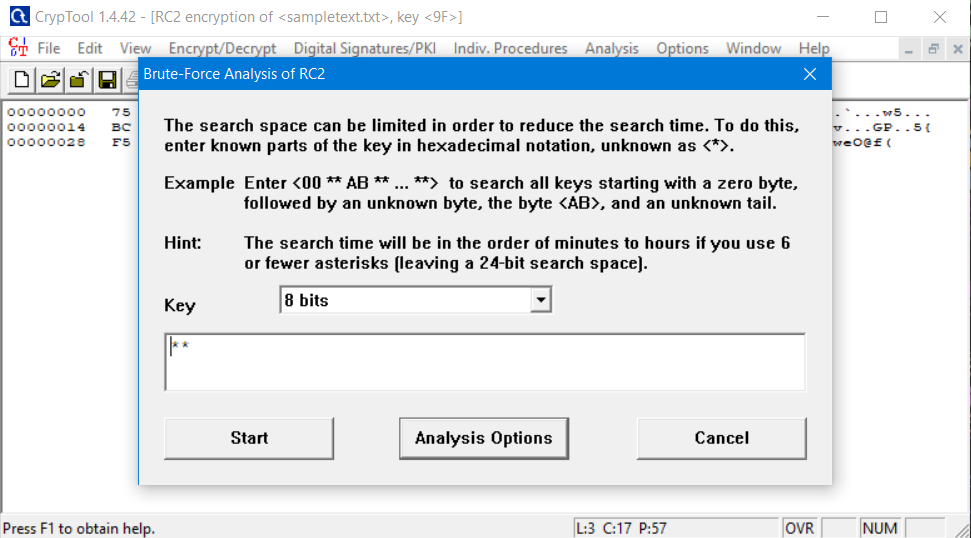 CrypTool 1.4.42 - [RC2 encryption of <sampletext.txt>, key <9F>]
File Edit View Encrypt/Decrypt Digital Signatures/PKI Indiv. Procedures Analysis Options Window Help
Brute-Force Analysis of RC2
00000000 75 .`...w5...
00000014 BC ...GP..5{
00000028 F5 weO@f(
The search space can be limited in order to reduce the search time. To do this,
enter known parts of the key in hexadecimal notation, unknown as <*>.
Example Enter <00 ** AB ** ... **> to search all keys starting with a zero byte,
followed by an unknown byte, the byte <AB>, and an unknown tail.
Hint: The search time will be in the order of minutes to hours if you use 6
or fewer asterisks (leaving a 24-bit search space).
Key 8 bits
**
Start Analysis Options Cancel
Press F1 to obtain help. L:3 C:17 P:57 OVR NUM